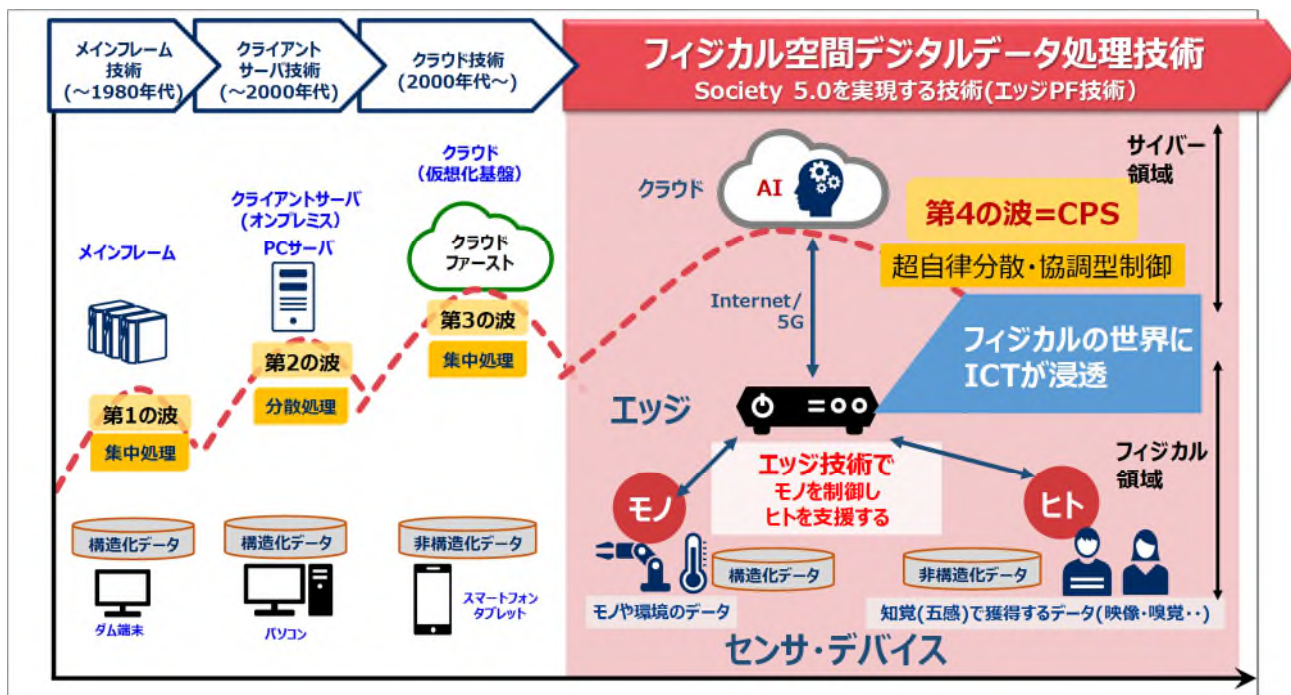 メインフレーム
技術
(～1980年代)
クライアント
サーバ技術
(～2000年代)
クラウド技術
(2000年代～)
フィジカル空間デジタルデータ処理技術
Society 5.0を実現する技術(エッジPF技術)
メインフレーム
第1の波
集中処理
クライアントサーバ
(オンプレミス)
PCサーバ
第2の波
分散処理
クラウド
(仮想化基盤)
クラウド
ファースト
第3の波
集中処理
クラウド
AI
サイバー
領域
第4の波=CPS
超自律分散・協調型制御
Internet/
5G
フィジカルの世界に
ICTが浸透
エッジ
エッジ技術で
モノを制御し
ヒトを支援する
フィジカル
領域
モノ
ヒト
構造化データ
ダム端末
構造化データ
パソコン
非構造化データ
スマートフォン
タブレット
構造化データ
モノや環境のデータ
非構造化データ
知覚(五感)で獲得するデータ(映像・嗅覚・・)
センサ・デバイス